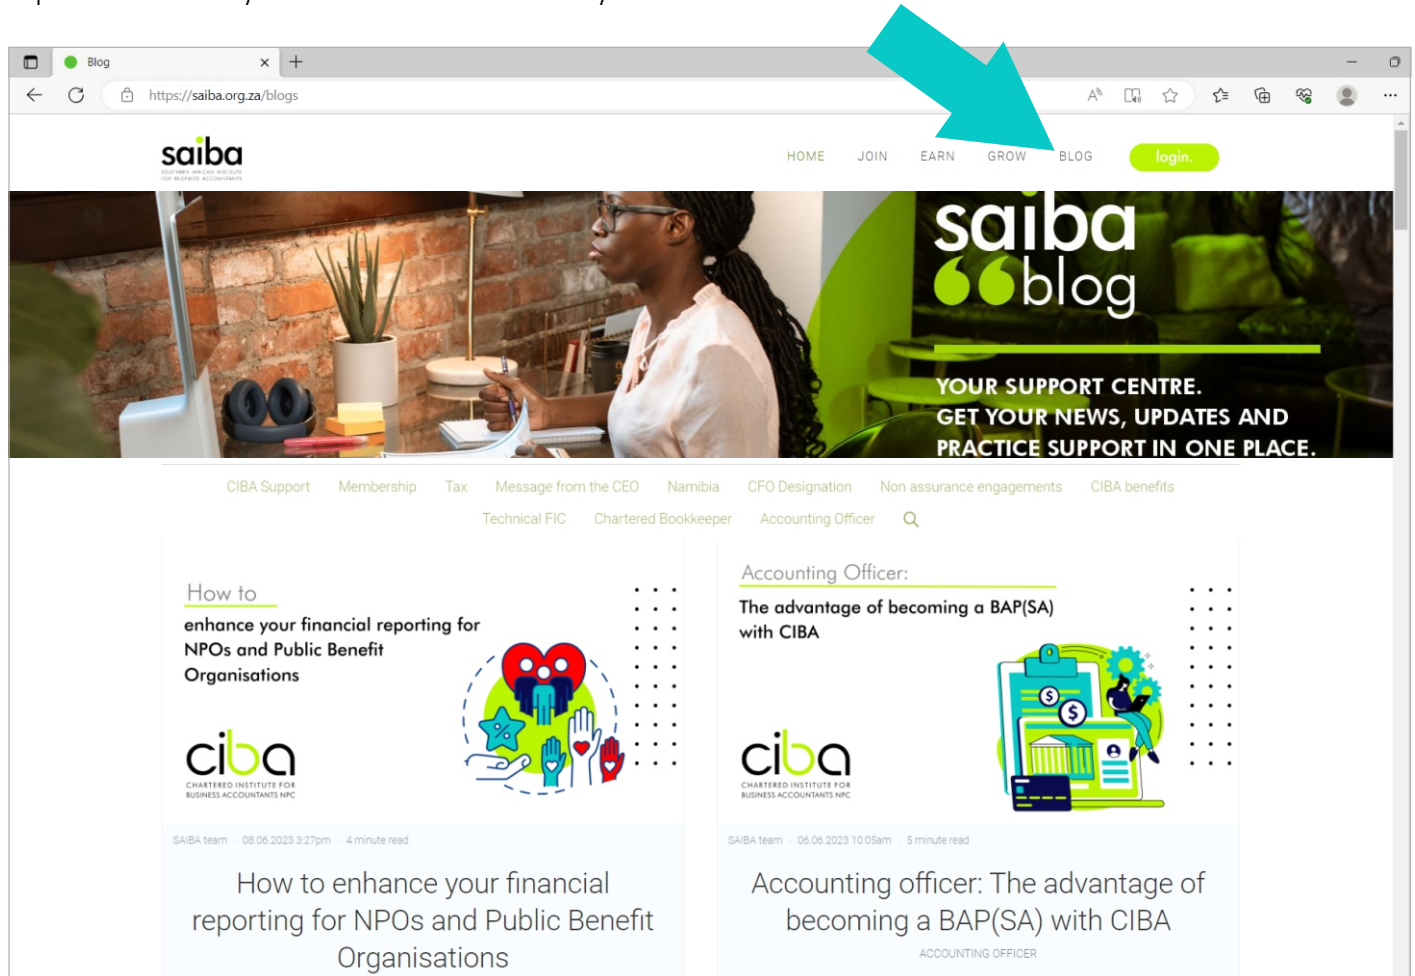 Blog
https://saiba.org.za/blogs
saiba
SOUTHERN AFRICAN INSTITUTE
FOR BUSINESS ACCOUNTANTS
HOME JOIN EARN GROW BLOG login.
saiba
blog
YOUR SUPPORT CENTRE.
GET YOUR NEWS, UPDATES AND
PRACTICE SUPPORT IN ONE PLACE.
CIBA Support Membership Tax Message from the CEO Namibia CFO Designation Non assurance engagements CIBA benefits
Technical FIC Chartered Bookkeeper Accounting Officer
How to
enhance your financial reporting for
NPOs and Public Benefit
Organisations
ciba
CHARTERED INSTITUTE FOR
BUSINESS ACCOUNTANTS NPC
SAIBA team · 08.06.2023 3:27pm · 4 minute read
How to enhance your financial
reporting for NPOs and Public Benefit
Organisations
Accounting Officer:
The advantage of becoming a BAP(SA)
with CIBA
ciba
CHARTERED INSTITUTE FOR
BUSINESS ACCOUNTANTS NPC
SAIBA team · 06.06.2023 10:05am · 5 minute read
Accounting officer: The advantage of
becoming a BAP(SA) with CIBA
ACCOUNTING OFFICER